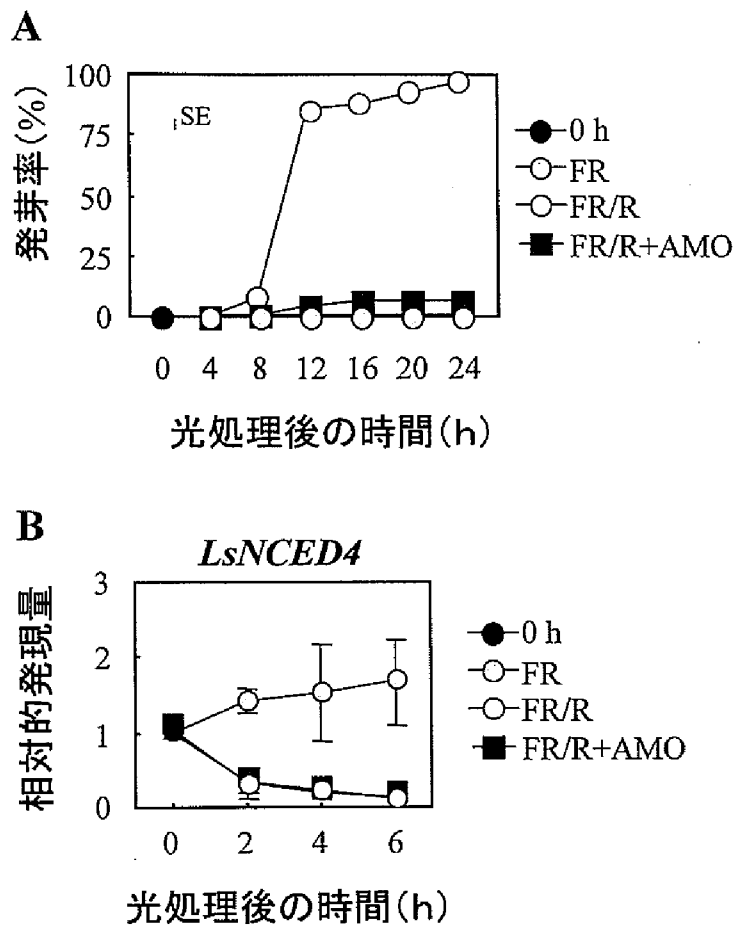 A
100
75
50
25
0
発芽率(%)
SE
0 h
FR
FR/R
FR/R+AMO
0 4 8 12 16 20 24
光処理後の時間(h)
B
LsNCED4
3
2
1
0
相対的発現量
0 h
FR
FR/R
FR/R+AMO
0 2 4 6
光処理後の時間(h)